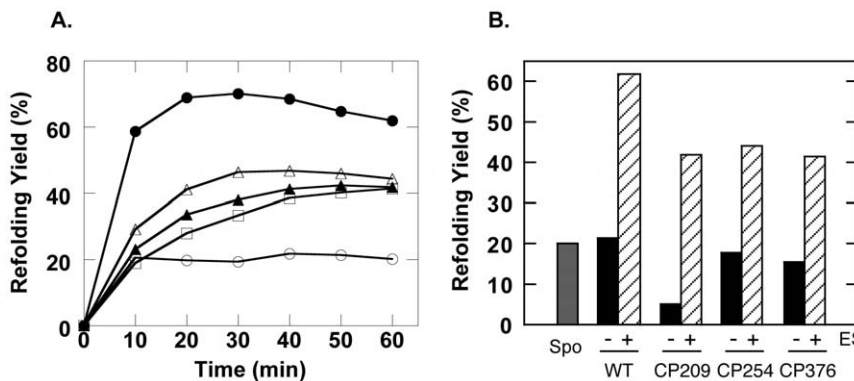 A.
Refolding Yield (%)
80
60
40
20
0
0 10 20 30 40 50 60
Time (min)
B.
Refolding Yield (%)
60
50
40
30
20
10
0
Spo - + - + - + - + ES
WT CP209 CP254 CP376